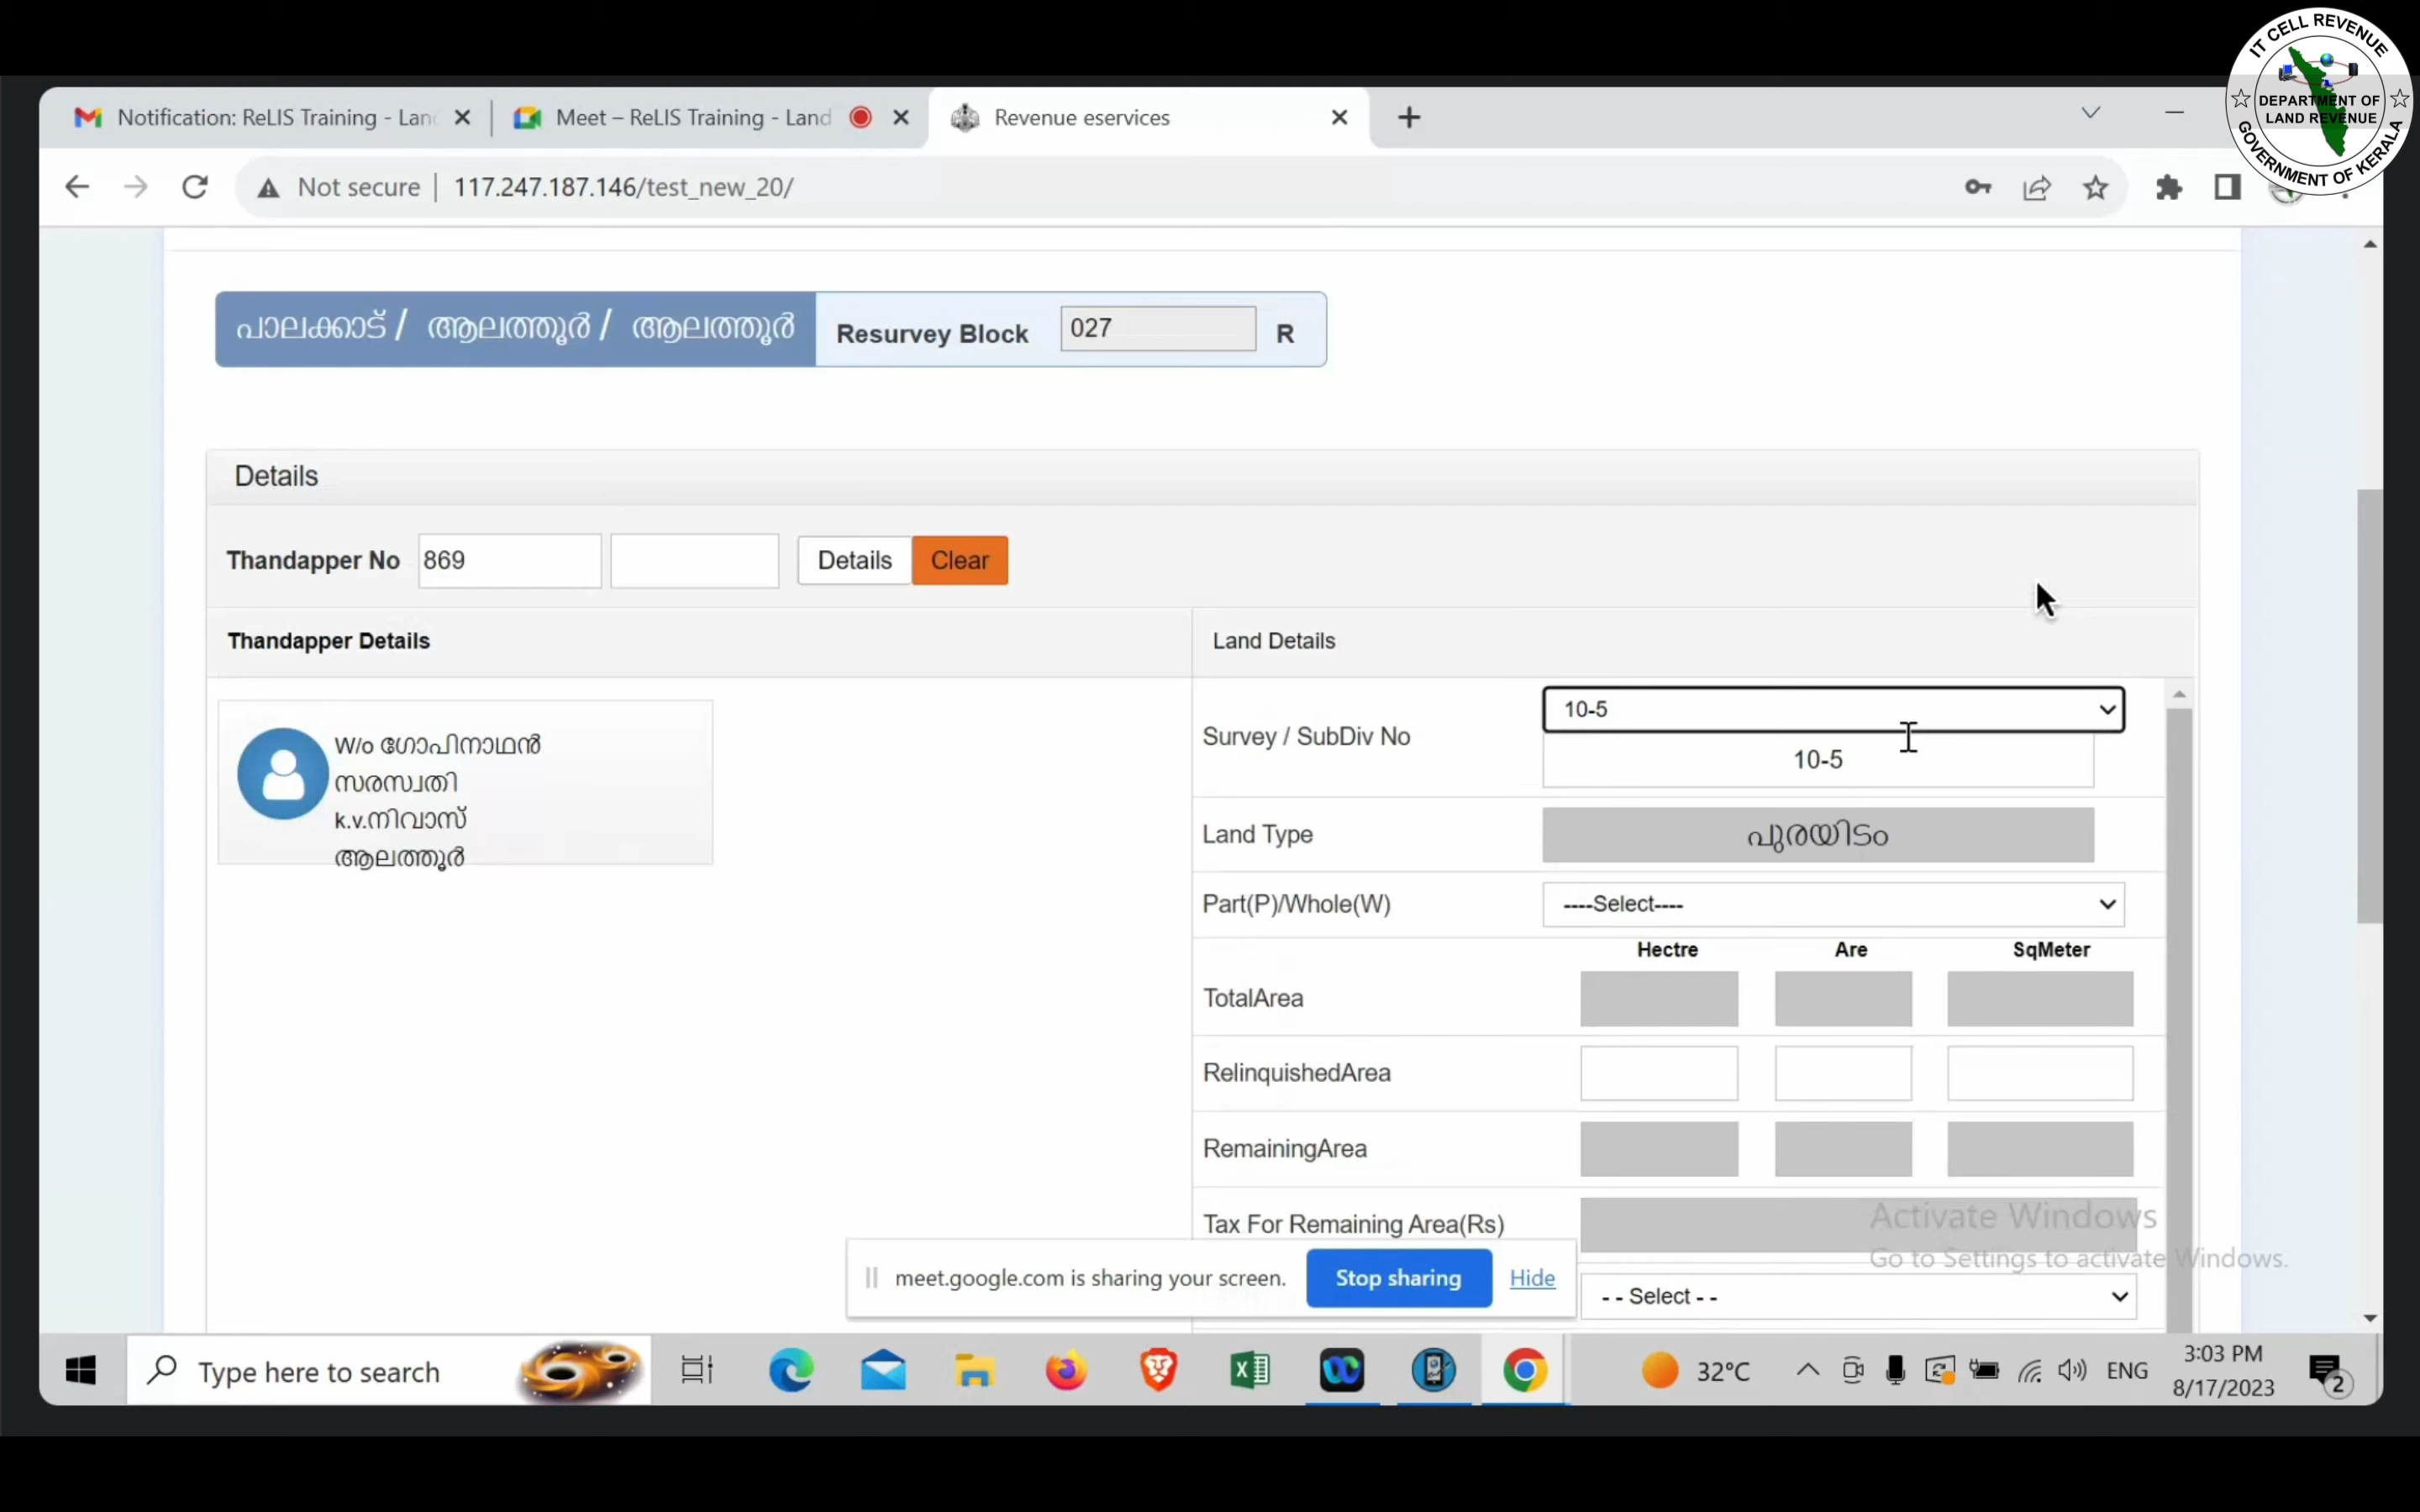 IT CELL REVENUE
DEPARTMENT OF
LAND REVENUE
GOVERNMENT OF KERALA
Notification: ReLIS Training - Lan
Meet – ReLIS Training - Land
Revenue eservices
Not secure
117.247.187.146/test_new_20/
പാലക്കാട് / ആലത്തൂർ / ആലത്തൂർ
Resurvey Block 027 R
Details
Thandapper No 869 Details Clear
Thandapper Details
Land Details
W/o ഗോപിനാഥൻ
സരസ്വതി
k.v.നിവാസ്
ആലത്തൂർ
10-5
Survey / SubDiv No
10-5
Land Type പുരയിടം
Part(P)/Whole(W) ----Select----
Hectre Are SqMeter
TotalArea
RelinquishedArea
RemainingArea
Tax For Remaining Area(Rs)
Activate Windows
Go to Settings to activate Windows.
meet.google.com is sharing your screen. Stop sharing Hide
- - Select - -
Type here to search
32°C
ENG
3:03 PM
8/17/2023
2